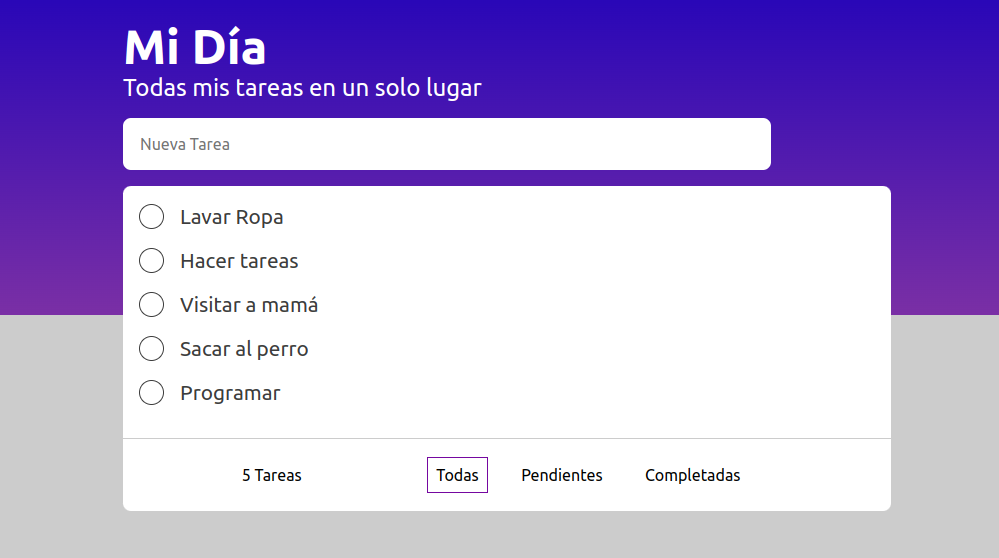 Mi Día
Todas mis tareas en un solo lugar
Nueva Tarea
Lavar Ropa
Hacer tareas
Visitar a mamá
Sacar al perro
Programar
5 Tareas Todas Pendientes Completadas